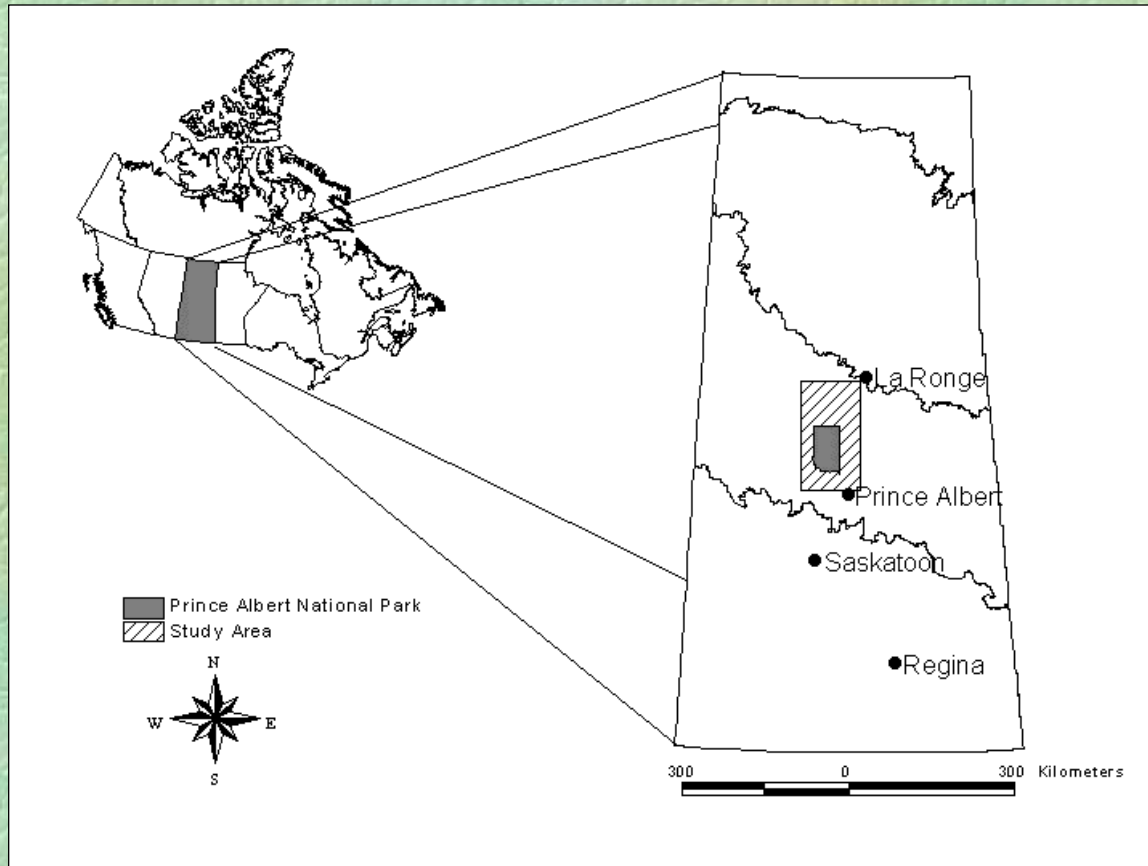 La Ronge
Prince Albert
Saskatoon
Regina
Prince Albert National Park
Study Area
N
W E
S
300 0 300 Kilometers